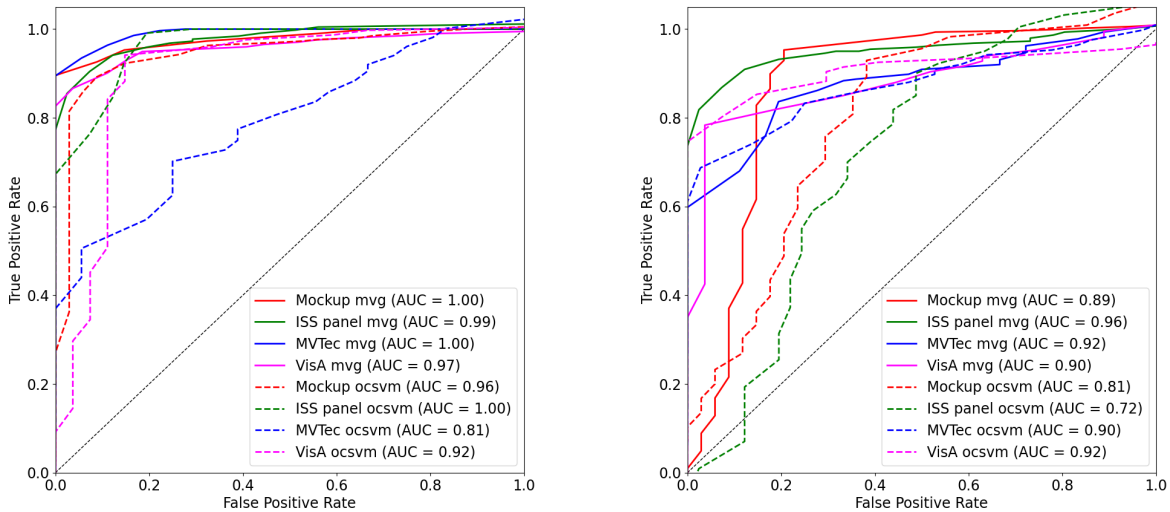 True Positive Rate
1.0
0.8
0.6
0.4
0.2
0.0
Mockup mvg (AUC = 1.00)
ISS panel mvg (AUC = 0.99)
MVTec mvg (AUC = 1.00)
VisA mvg (AUC = 0.97)
Mockup ocsvm (AUC = 0.96)
ISS panel ocsvm (AUC = 1.00)
MVTec ocsvm (AUC = 0.81)
VisA ocsvm (AUC = 0.92)
0.0 0.2 0.4 0.6 0.8 1.0
False Positive Rate
True Positive Rate
1.0
0.8
0.6
0.4
0.2
0.0
Mockup mvg (AUC = 0.89)
ISS panel mvg (AUC = 0.96)
MVTec mvg (AUC = 0.92)
VisA mvg (AUC = 0.90)
Mockup ocsvm (AUC = 0.81)
ISS panel ocsvm (AUC = 0.72)
MVTec ocsvm (AUC = 0.90)
VisA ocsvm (AUC = 0.92)
0.0 0.2 0.4 0.6 0.8 1.0
False Positive Rate